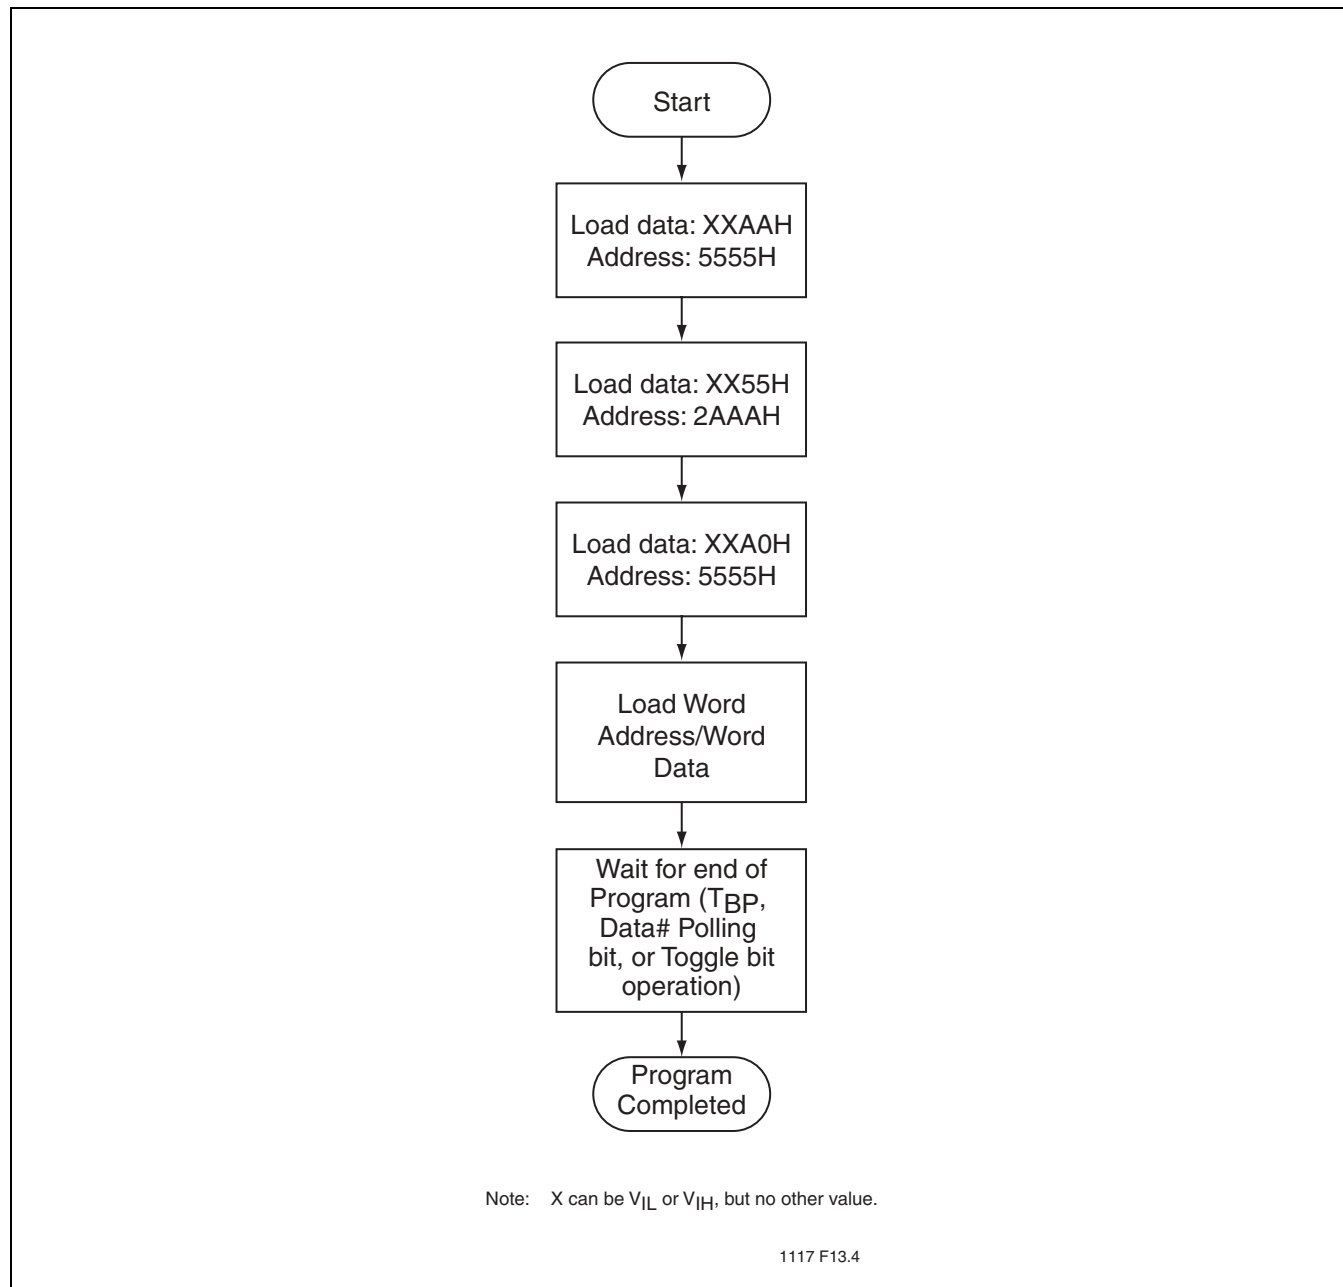 Start
Load data: XXAAH
Address: 5555H
Load data: XX55H
Address: 2AAAH
Load data: XXA0H
Address: 5555H
Load Word
Address/Word
Data
Wait for end of
Program (TBP,
Data# Polling
bit, or Toggle bit
operation)
Program
Completed
Note: X can be VIL or VIH, but no other value.
1117 F13.4